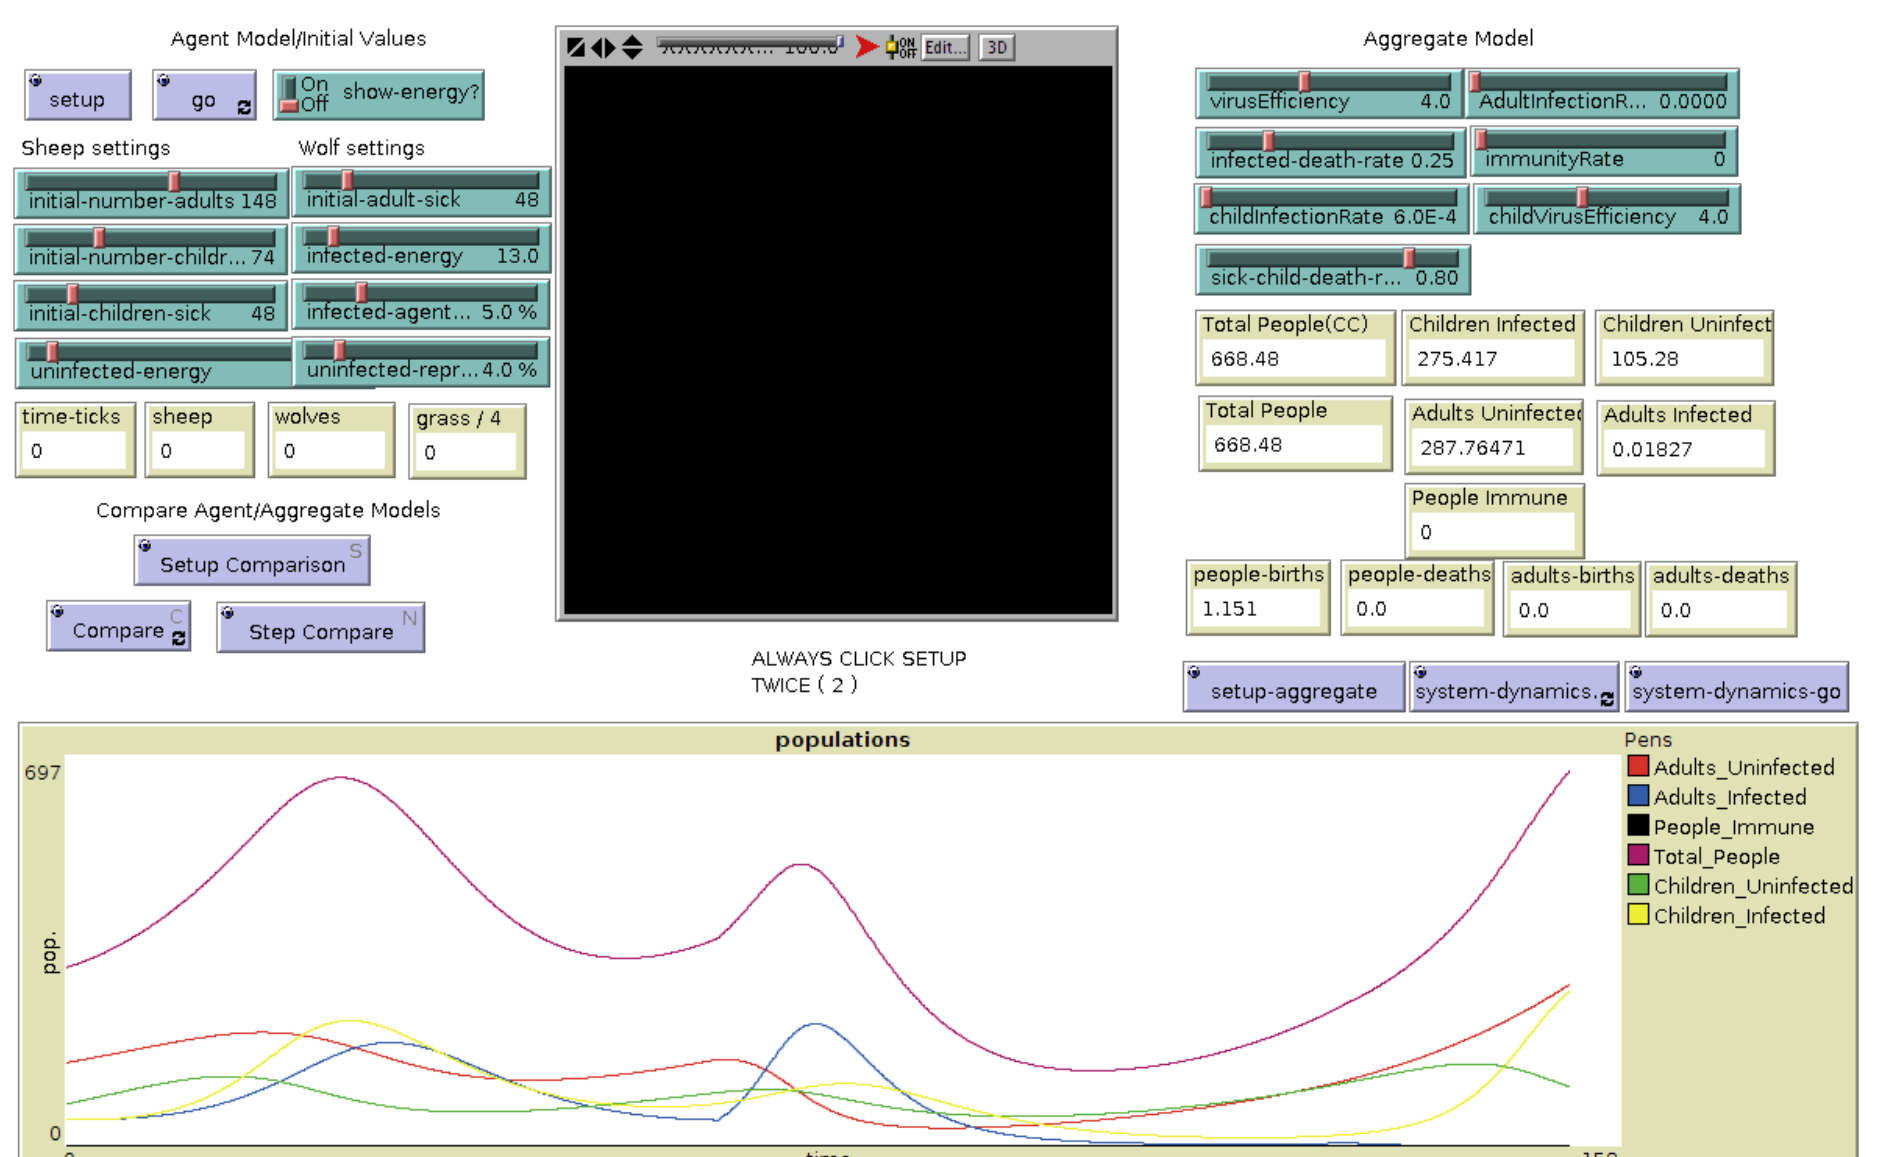 Agent Model/Initial Values
setup
go
On
Off
show-energy?
Sheep settings
Wolf settings
initial-number-adults 148
initial-adult-sick 48
initial-number-childr... 74
infected-energy 13.0
initial-children-sick 48
infected-agent... 5.0 %
uninfected-energy
uninfected-repr... 4.0 %
time-ticks
0
sheep
0
wolves
0
grass / 4
0
Compare Agent/Aggregate Models
Setup Comparison S
Compare C
Step Compare N
ON
OFF
Edit...
3D
ALWAYS CLICK SETUP
TWICE ( 2 )
Aggregate Model
virusEfficiency 4.0
AdultInfectionR... 0.0000
infected-death-rate 0.25
immunityRate 0
childInfectionRate 6.0E-4
childVirusEfficiency 4.0
sick-child-death-r... 0.80
Total People(CC)
668.48
Children Infected
275.417
Children Uninfect
105.28
Total People
668.48
Adults Uninfected
287.76471
Adults Infected
0.01827
People Immune
0
people-births
1.151
people-deaths
0.0
adults-births
0.0
adults-deaths
0.0
setup-aggregate
system-dynamics.
system-dynamics-go
populations
697
pop.
0
Pens
Adults_Uninfected
Adults_Infected
People_Immune
Total_People
Children_Uninfected
Children_Infected
time